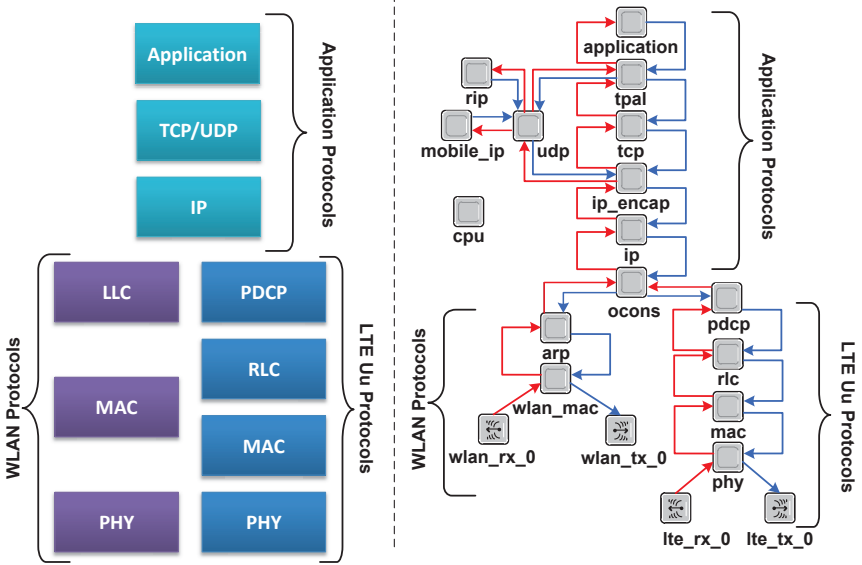 Application
TCP/UDP
IP
Application Protocols
LLC
MAC
PHY
WLAN Protocols
PDCP
RLC
MAC
PHY
LTE Uu Protocols
application
rip
tpal
mobile_ip
udp
tcp
ip_encap
cpu
ip
ocons
Application Protocols
arp
wlan_mac
wlan_rx_0
wlan_tx_0
WLAN Protocols
pdcp
rlc
mac
phy
lte_rx_0
lte_tx_0
LTE Uu Protocols